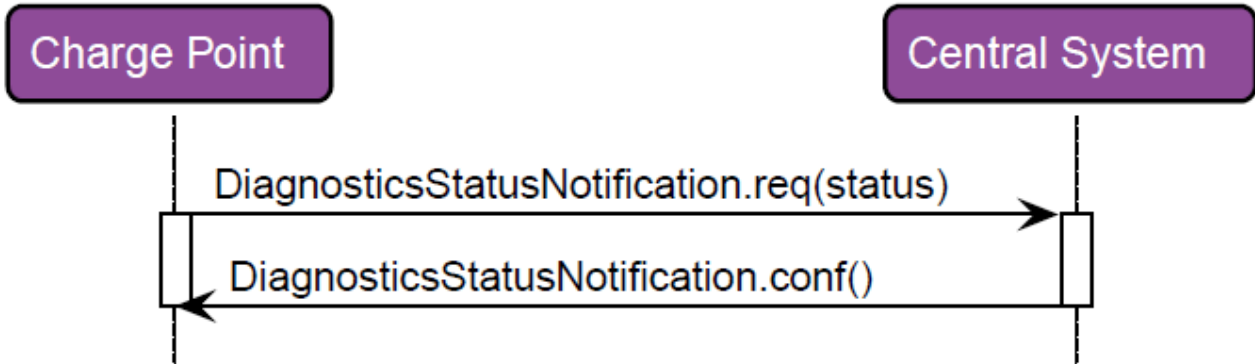 Charge Point
Central System
DiagnosticsStatusNotification.req(status)
DiagnosticsStatusNotification.conf()